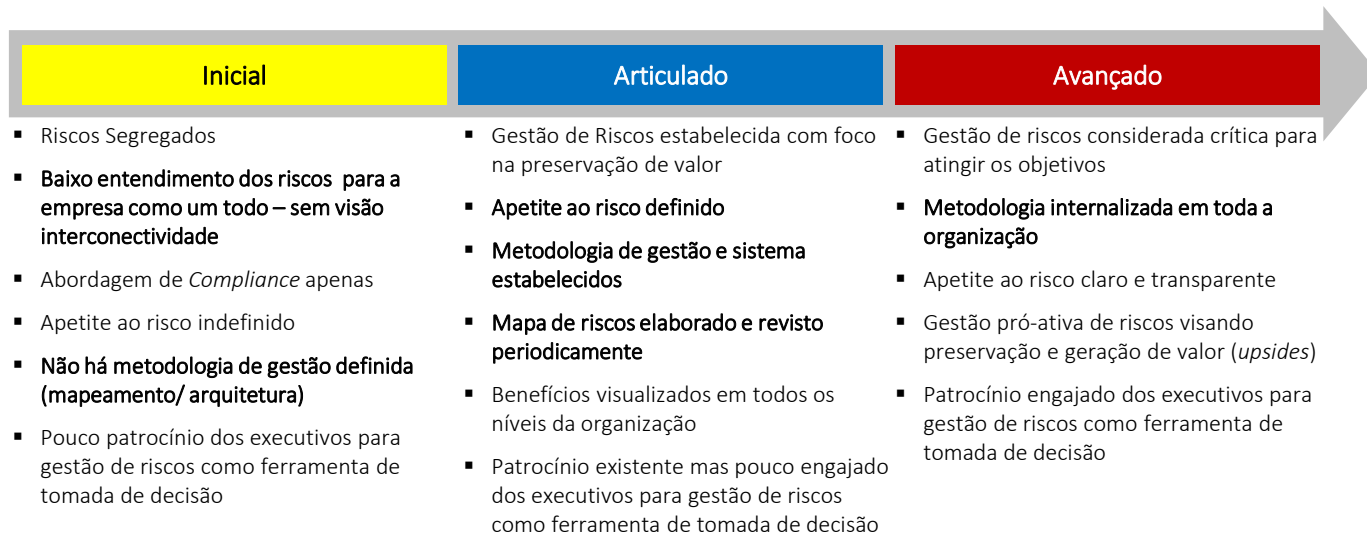 Inicial
▪ Riscos Segregados
▪ Baixo entendimento dos riscos para a
empresa como um todo – sem visão
interconectividade
▪ Abordagem de Compliance apenas
▪ Apetite ao risco indefinido
▪ Não há metodologia de gestão definida
(mapeamento/ arquitetura)
▪ Pouco patrocínio dos executivos para
gestão de riscos como ferramenta de
tomada de decisão
Articulado
▪ Gestão de Riscos estabelecida com foco
na preservação de valor
▪ Apetite ao risco definido
▪ Metodologia de gestão e sistema
estabelecidos
▪ Mapa de riscos elaborado e revisto
periodicamente
▪ Benefícios visualizados em todos os
níveis da organização
▪ Patrocínio existente mas pouco engajado
dos executivos para gestão de riscos
como ferramenta de tomada de decisão
Avançado
▪ Gestão de riscos considerada crítica para
atingir os objetivos
▪ Metodologia internalizada em toda a
organização
▪ Apetite ao risco claro e transparente
▪ Gestão pró-ativa de riscos visando
preservação e geração de valor (upsides)
▪ Patrocínio engajado dos executivos para
gestão de riscos como ferramenta de
tomada de decisão